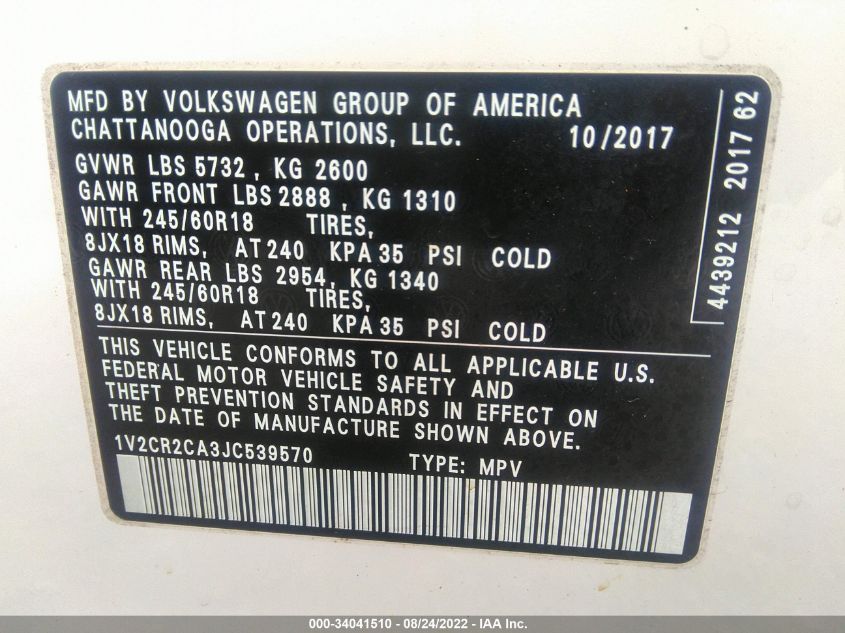 MFD BY VOLKSWAGEN GROUP OF AMERICA
CHATTANOOGA OPERATIONS, LLC. 10/2017
GVWR LBS 5732 , KG 2600
GAWR FRONT LBS 2888 , KG 1310
WITH 245/60R18 TIRES,
8JX18 RIMS, AT 240 KPA 35 PSI COLD
GAWR REAR LBS 2954, KG 1340
WITH 245/60R18 TIRES,
8JX18 RIMS, AT 240 KPA 35 PSI COLD
THIS VEHICLE CONFORMS TO ALL APPLICABLE U.S.
FEDERAL MOTOR VEHICLE SAFETY AND
THEFT PREVENTION STANDARDS IN EFFECT ON
THE DATE OF MANUFACTURE SHOWN ABOVE.
1V2CR2CA3JC539570 TYPE: MPV
4439212 2017 62
000-34041510 - 08/24/2022 - IAA Inc.